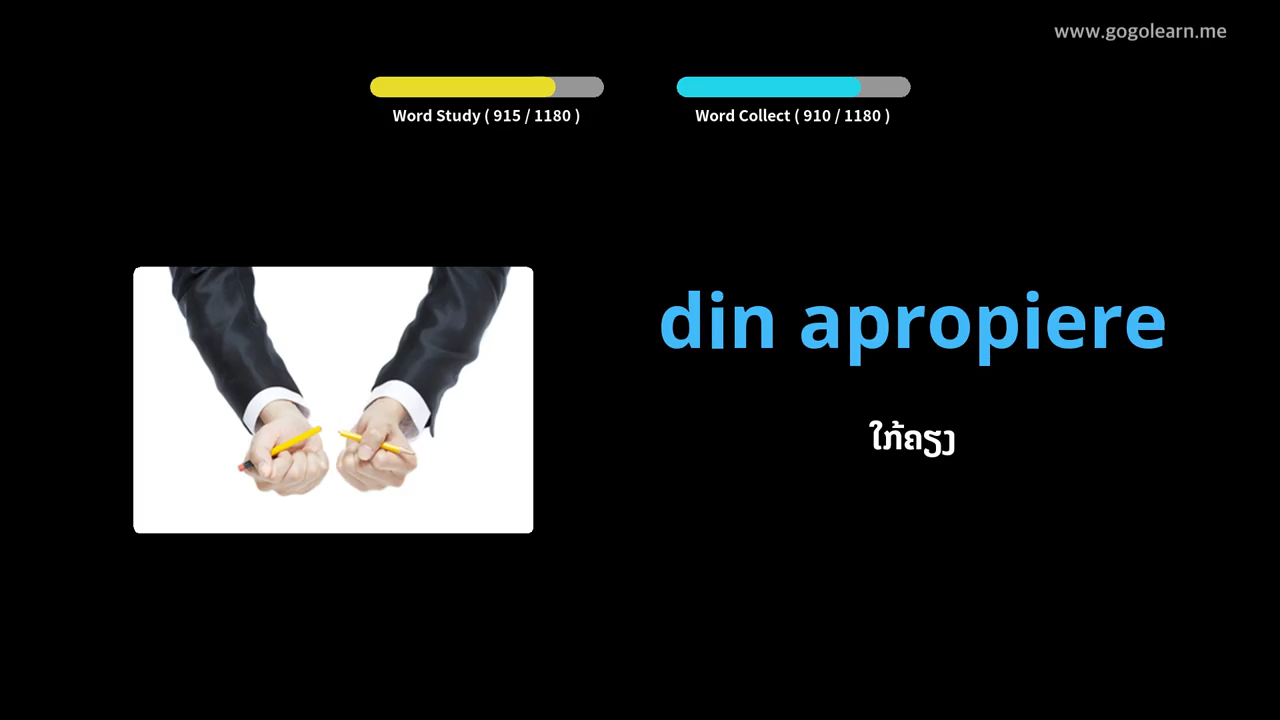 www.gogolearn.me
Word Study ( 915 / 1180 )
Word Collect ( 910 / 1180 )
din apropiere
ໃກ້ຄຽງ